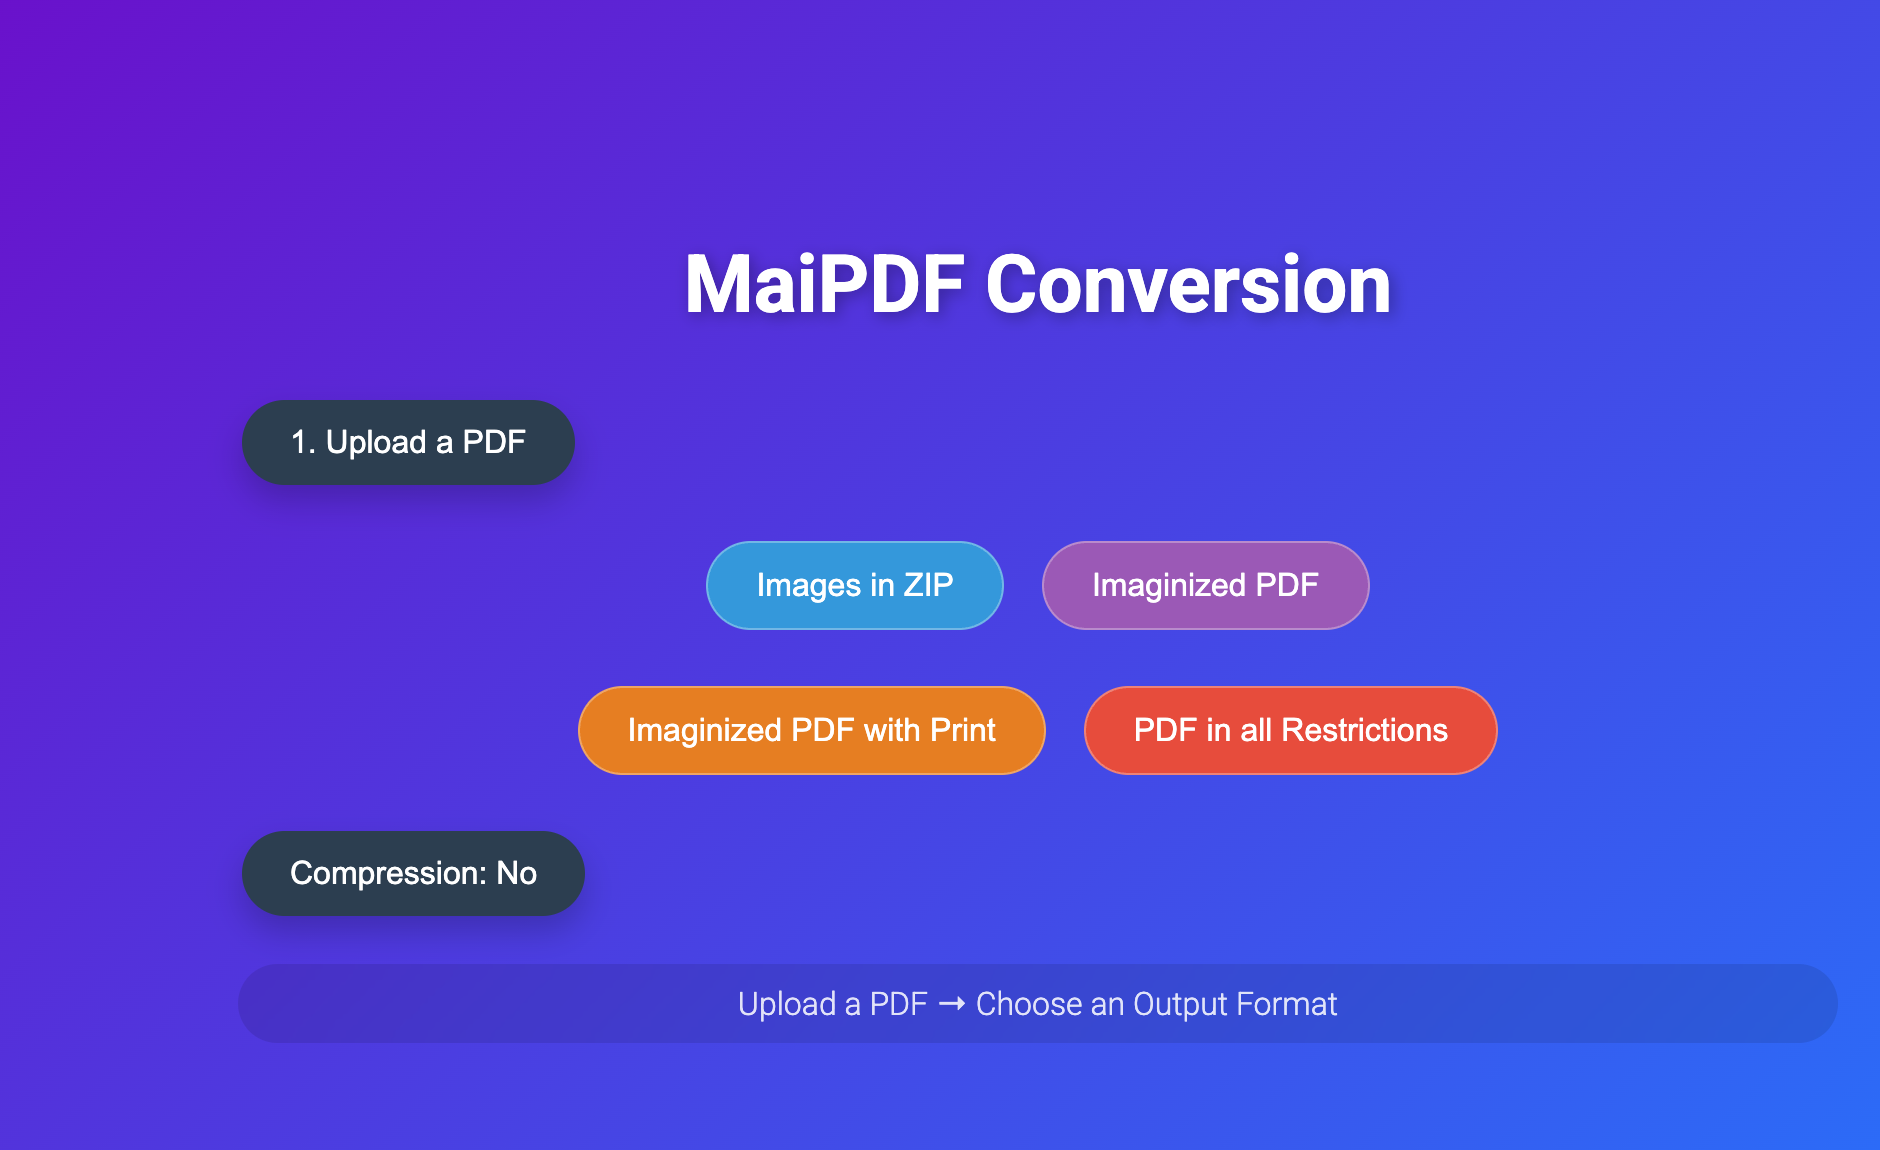 MaiPDF Conversion
1. Upload a PDF
Images in ZIP
Imaginized PDF
Imaginized PDF with Print
PDF in all Restrictions
Compression: No
Upload a PDF → Choose an Output Format